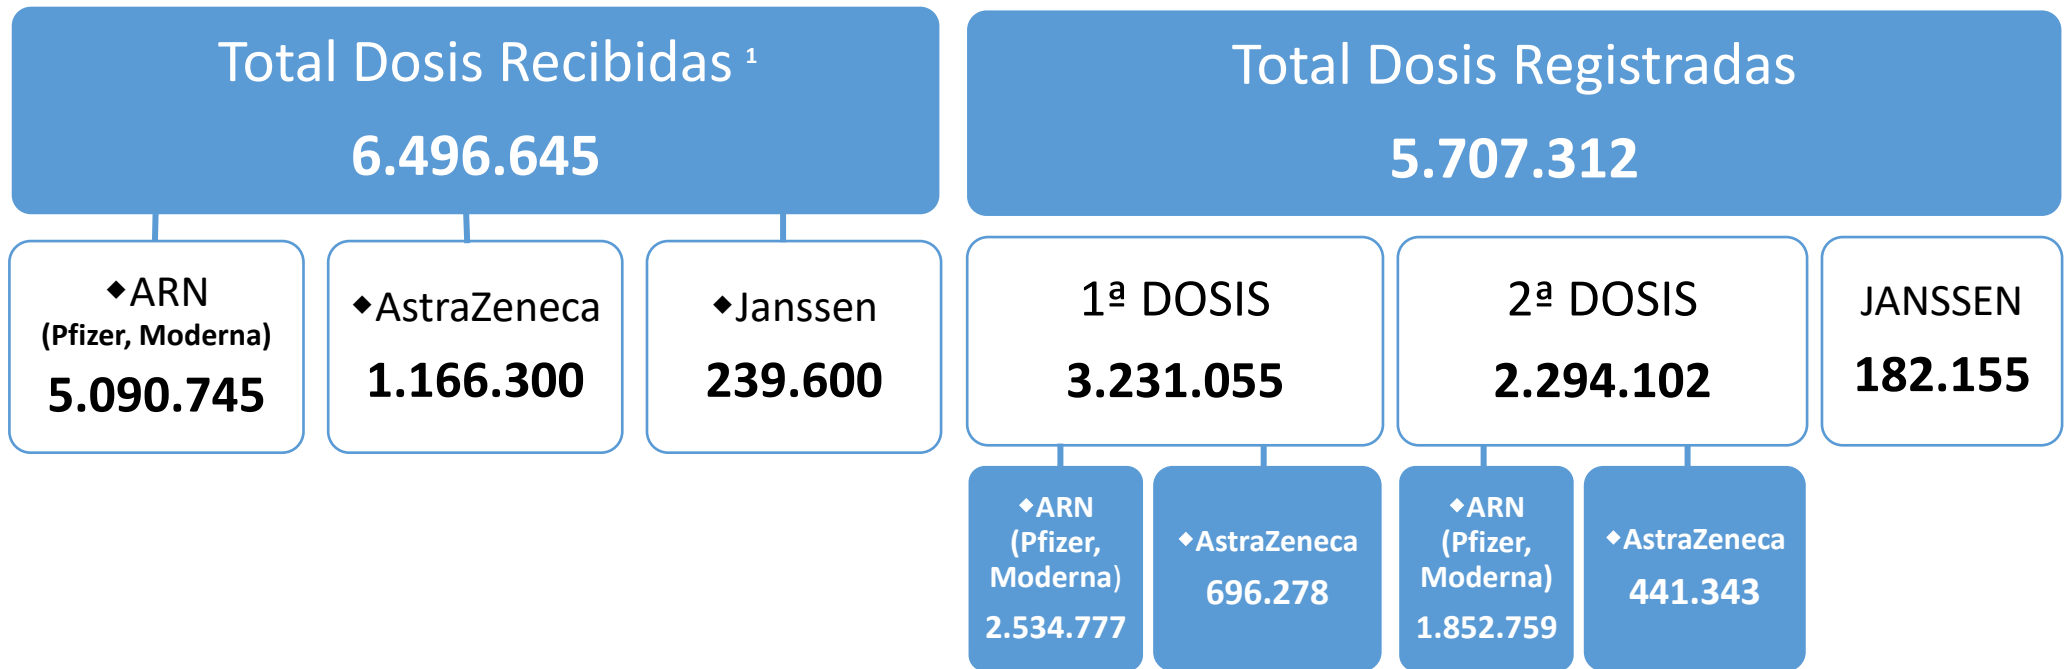 Total Dosis Recibidas ¹
6.496.645
◆ARN
(Pfizer, Moderna)
5.090.745
◆AstraZeneca
1.166.300
◆Janssen
239.600
Total Dosis Registradas
5.707.312
1ª DOSIS
3.231.055
2ª DOSIS
2.294.102
JANSSEN
182.155
◆ARN
(Pfizer,
Moderna)
2.534.777
◆AstraZeneca
696.278
◆ARN
(Pfizer,
Moderna)
1.852.759
◆AstraZeneca
441.343